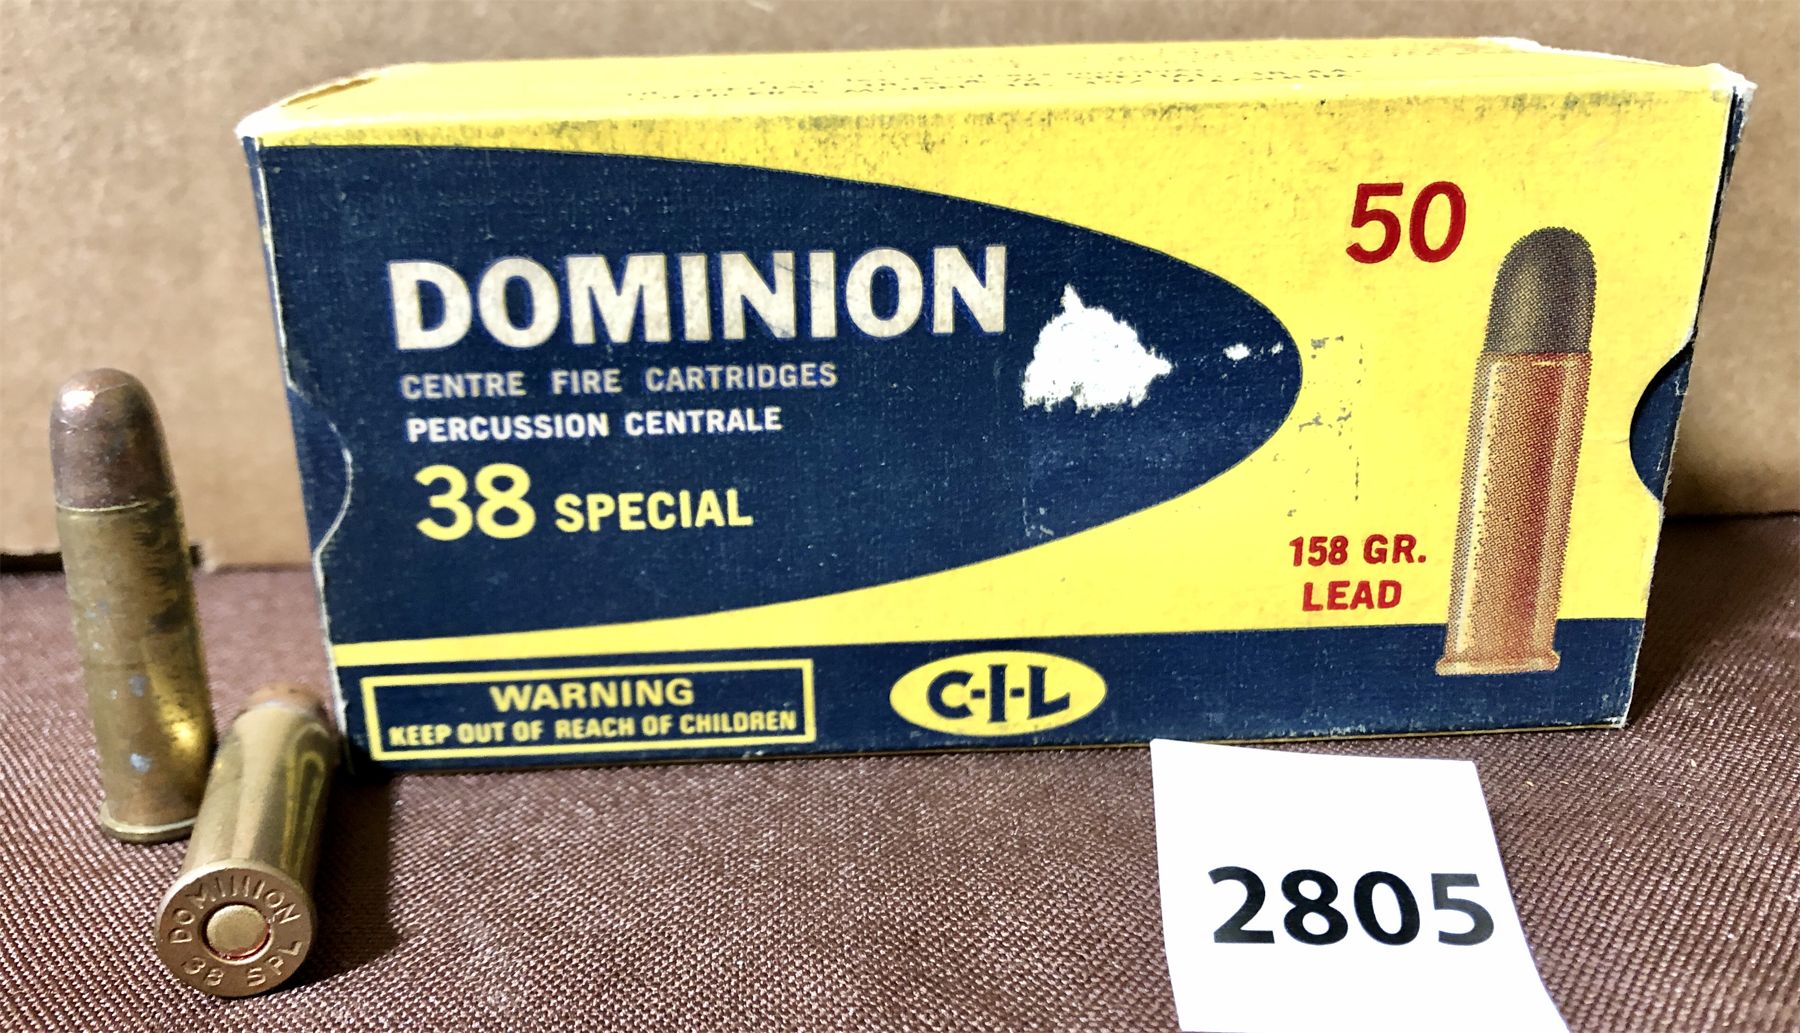 DOMINION
CENTRE FIRE CARTRIDGES
PERCUSSION CENTRALE
38 SPECIAL
50
158 GR.
LEAD
WARNING
KEEP OUT OF REACH OF CHILDREN
C-I-L
DOMINION
38 SPL
2805